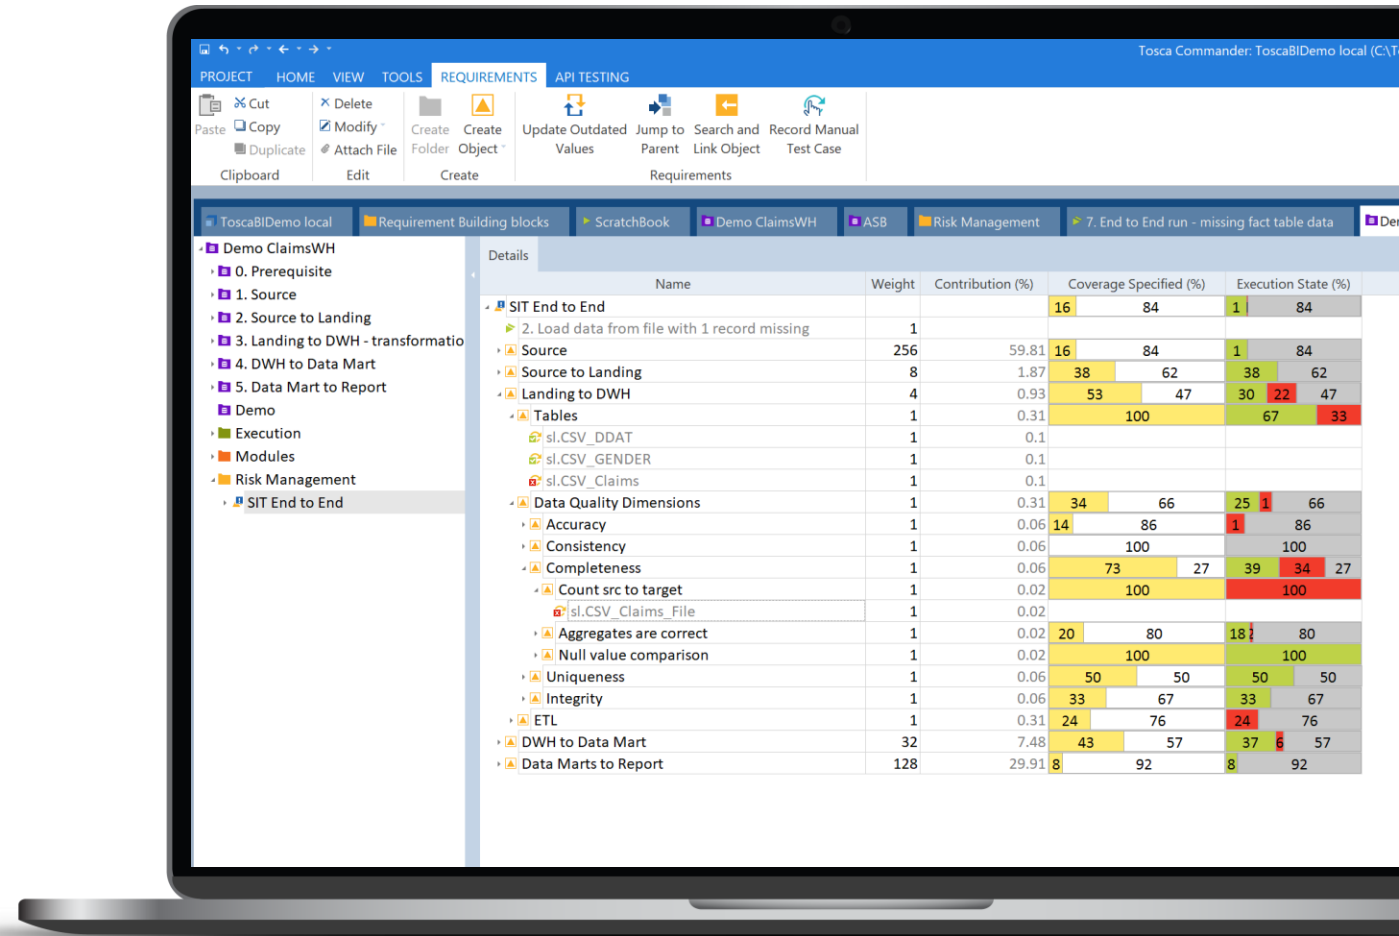 Tosca Commander: ToscaBIDemo local (C:\T
PROJECT HOME VIEW TOOLS REQUIREMENTS API TESTING
Paste
Cut
Copy
Duplicate
Clipboard
Delete
Modify
Attach File
Edit
Create Folder
Create Object
Create
Update Outdated Values
Jump to Parent
Search and Link Object
Record Manual Test Case
Requirements
ToscaBIDemo local
Requirement Building blocks
ScratchBook
Demo ClaimsWH
ASB
Risk Management
7. End to End run - missing fact table data
Der
Demo ClaimsWH
0. Prerequisite
1. Source
2. Source to Landing
3. Landing to DWH - transformatio
4. DWH to Data Mart
5. Data Mart to Report
Demo
Execution
Modules
Risk Management
SIT End to End
Details
Name Weight Contribution (%) Coverage Specified (%) Execution State (%)
SIT End to End 16 84 1 84
2. Load data from file with 1 record missing 1
Source 256 59.81 16 84 1 84
Source to Landing 8 1.87 38 62 38 62
Landing to DWH 4 0.93 53 47 30 22 47
Tables 1 0.31 100 67 33
sl.CSV_DDAT 1 0.1
sl.CSV_GENDER 1 0.1
sl.CSV_Claims 1 0.1
Data Quality Dimensions 1 0.31 34 66 25 1 66
Accuracy 1 0.06 14 86 1 86
Consistency 1 0.06 100 100
Completeness 1 0.06 73 27 39 34 27
Count src to target 1 0.02 100 100
sl.CSV_Claims_File 1 0.02
Aggregates are correct 1 0.02 20 80 18 2 80
Null value comparison 1 0.02 100 100
Uniqueness 1 0.06 50 50 50 50
Integrity 1 0.06 33 67 33 67
ETL 1 0.31 24 76 24 76
DWH to Data Mart 32 7.48 43 57 37 6 57
Data Marts to Report 128 29.91 8 92 8 92